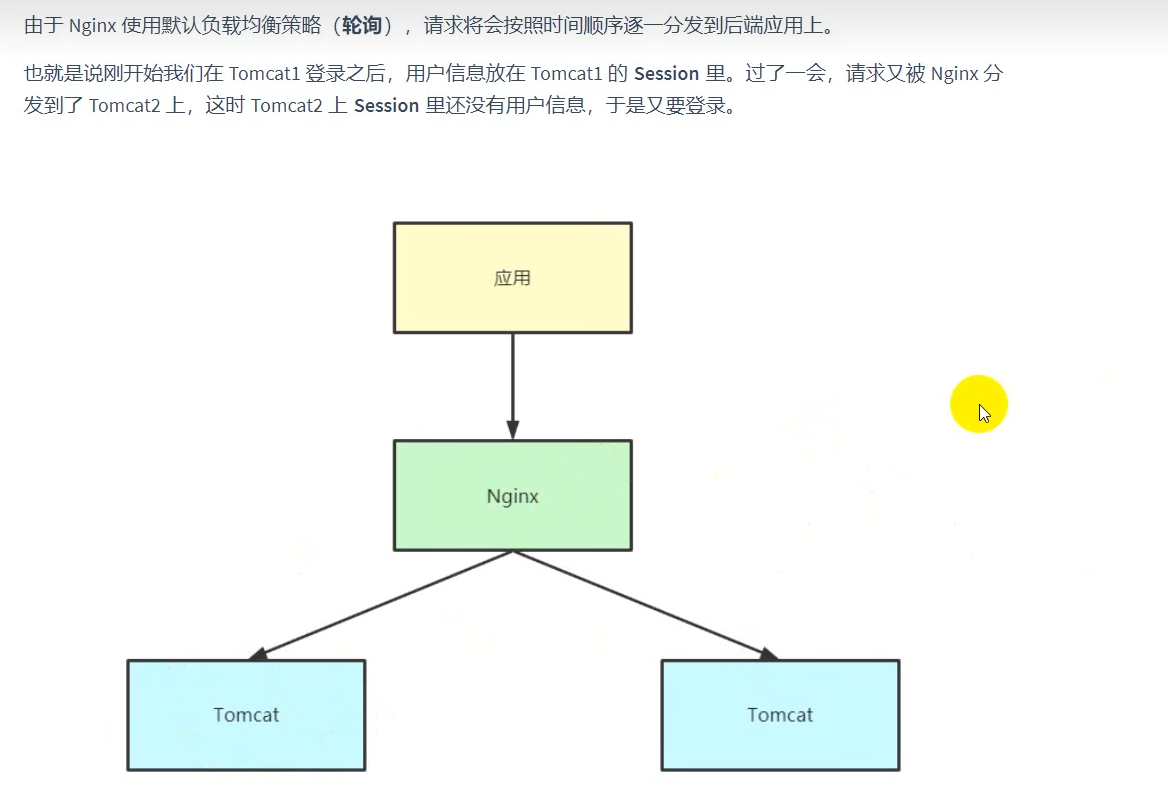 由于 Nginx 使用默认负载均衡策略（轮询），请求将会按照时间顺序逐一分发到后端应用上。
也就是说刚开始我们在 Tomcat1 登录之后，用户信息放在 Tomcat1 的 Session 里。过了一会，请求又被 Nginx 分
发到了 Tomcat2 上，这时 Tomcat2 上 Session 里还没有用户信息，于是又要登录。
应用
Nginx
Tomcat
Tomcat